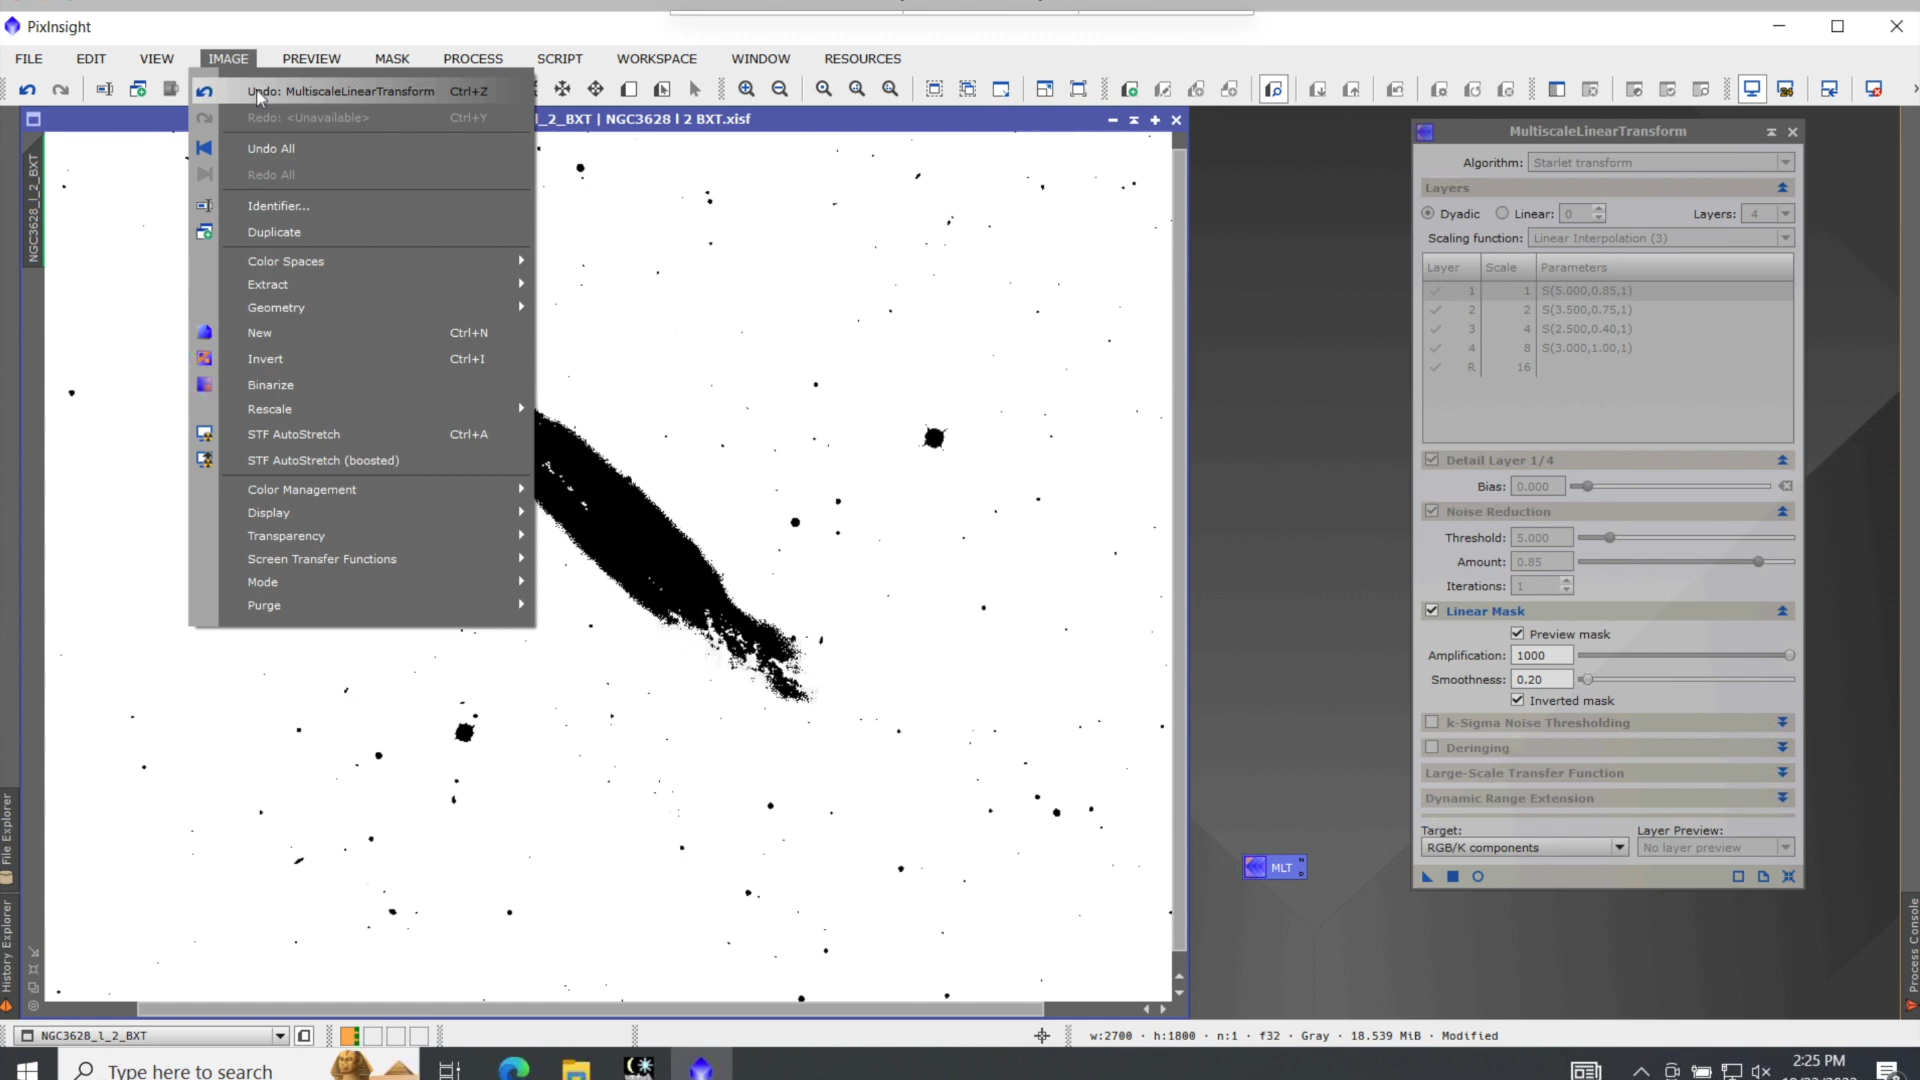 PixInsight
FILE EDIT VIEW IMAGE PREVIEW MASK PROCESS SCRIPT WORKSPACE WINDOW RESOURCES
Undo: MultiscaleLinearTransform Ctrl+Z
Redo: <Unavailable> Ctrl+Y
Undo All
Redo All
Identifier...
Duplicate
Color Spaces
Extract
Geometry
New Ctrl+N
Invert Ctrl+I
Binarize
Rescale
STF AutoStretch Ctrl+A
STF AutoStretch (boosted)
Color Management
Display
Transparency
Screen Transfer Functions
Mode
Purge
l_2_BXT | NGC3628 l 2 BXT.xisf
NGC3628_l_2_BXT
File Explorer
History Explorer
MLT
MultiscaleLinearTransform
Algorithm: Starlet transform
Layers
Dyadic Linear: 0 Layers: 4
Scaling function: Linear Interpolation (3)
Layer Scale Parameters
1 1 S(5.000,0.85,1)
2 2 S(3.500,0.75,1)
3 4 S(2.500,0.40,1)
4 8 S(3.000,1.00,1)
R 16
Detail Layer 1/4
Bias: 0.000
Noise Reduction
Threshold: 5.000
Amount: 0.85
Iterations: 1
Linear Mask
Preview mask
Amplification: 1000
Smoothness: 0.20
Inverted mask
k-Sigma Noise Thresholding
Deringing
Large-Scale Transfer Function
Dynamic Range Extension
Target: Layer Preview:
RGB/K components No layer preview
Process Console
NGC3628_l_2_BXT
w:2700 · h:1800 · n:1 · f32 · Gray · 18.539 MiB · Modified
Type here to search
2:25 PM